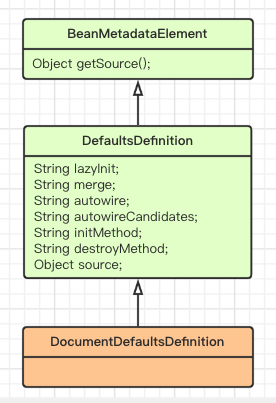 BeanMetadataElement
Object getSource();
DefaultsDefinition
String lazyInit;
String merge;
String autowire;
String autowireCandidates;
String initMethod;
String destroyMethod;
Object source;
DocumentDefaultsDefinition